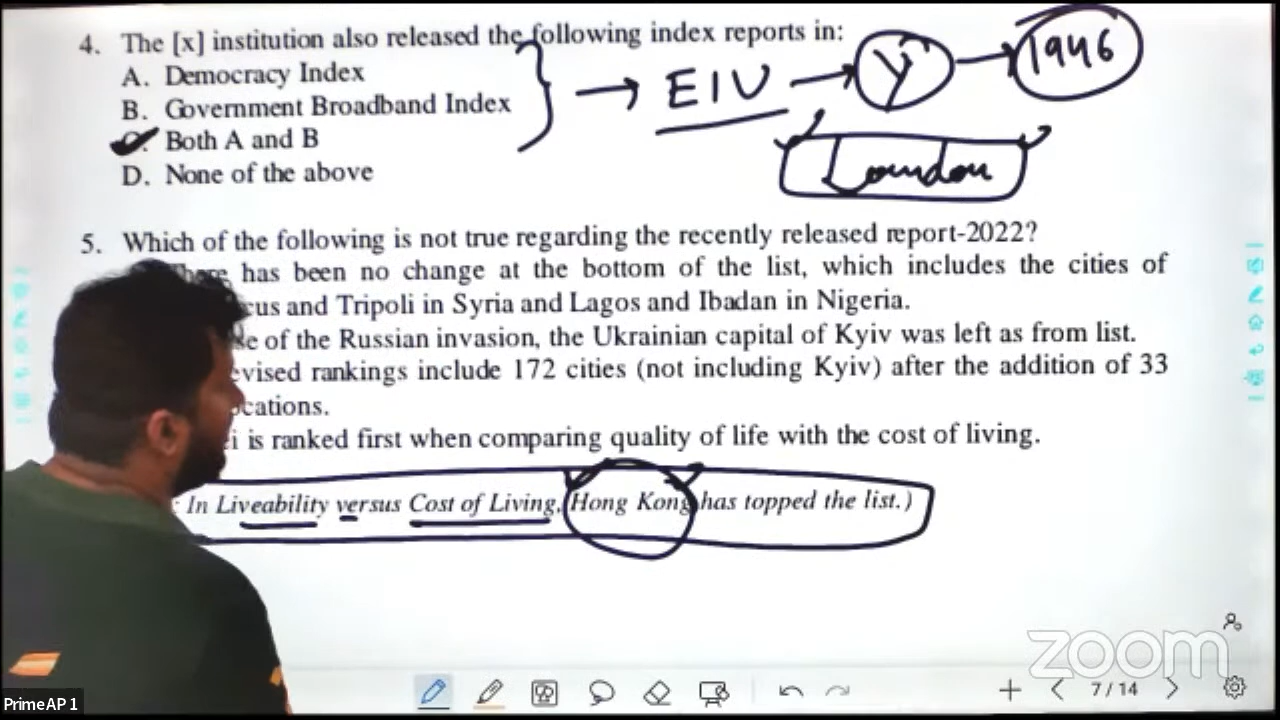 4. The [x] institution also released the following index reports in:
A. Democracy Index
B. Government Broadband Index
Both A and B
D. None of the above
EIV
Y
1946
London
5. Which of the following is not true regarding the recently released report-2022?
has been no change at the bottom of the list, which includes the cities of
cus and Tripoli in Syria and Lagos and Ibadan in Nigeria.
of the Russian invasion, the Ukrainian capital of Kyiv was left as from list.
evised rankings include 172 cities (not including Kyiv) after the addition of 33
cations.
is ranked first when comparing quality of life with the cost of living.
: In Liveability versus Cost of Living, Hong Kong has topped the list.)
zoom
7 / 14
PrimeAP 1